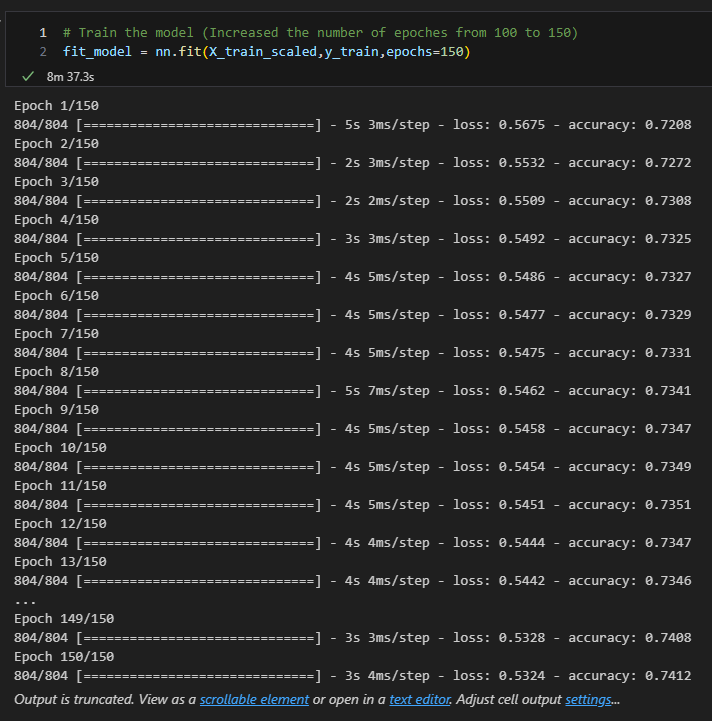 1 # Train the model (Increased the number of epoches from 100 to 150)
2 fit_model = nn.fit(X_train_scaled,y_train,epochs=150)
✓ 8m 37.3s
Epoch 1/150
804/804 [==============================] - 5s 3ms/step - loss: 0.5675 - accuracy: 0.7208
Epoch 2/150
804/804 [==============================] - 2s 3ms/step - loss: 0.5532 - accuracy: 0.7272
Epoch 3/150
804/804 [==============================] - 2s 2ms/step - loss: 0.5509 - accuracy: 0.7308
Epoch 4/150
804/804 [==============================] - 3s 3ms/step - loss: 0.5492 - accuracy: 0.7325
Epoch 5/150
804/804 [==============================] - 4s 5ms/step - loss: 0.5486 - accuracy: 0.7327
Epoch 6/150
804/804 [==============================] - 4s 5ms/step - loss: 0.5477 - accuracy: 0.7329
Epoch 7/150
804/804 [==============================] - 4s 5ms/step - loss: 0.5475 - accuracy: 0.7331
Epoch 8/150
804/804 [==============================] - 5s 7ms/step - loss: 0.5462 - accuracy: 0.7341
Epoch 9/150
804/804 [==============================] - 4s 5ms/step - loss: 0.5458 - accuracy: 0.7347
Epoch 10/150
804/804 [==============================] - 4s 5ms/step - loss: 0.5454 - accuracy: 0.7349
Epoch 11/150
804/804 [==============================] - 4s 5ms/step - loss: 0.5451 - accuracy: 0.7351
Epoch 12/150
804/804 [==============================] - 4s 4ms/step - loss: 0.5444 - accuracy: 0.7347
Epoch 13/150
804/804 [==============================] - 4s 4ms/step - loss: 0.5442 - accuracy: 0.7346
...
Epoch 149/150
804/804 [==============================] - 3s 3ms/step - loss: 0.5328 - accuracy: 0.7408
Epoch 150/150
804/804 [==============================] - 3s 4ms/step - loss: 0.5324 - accuracy: 0.7412
Output is truncated. View as a scrollable element or open in a text editor. Adjust cell output settings...